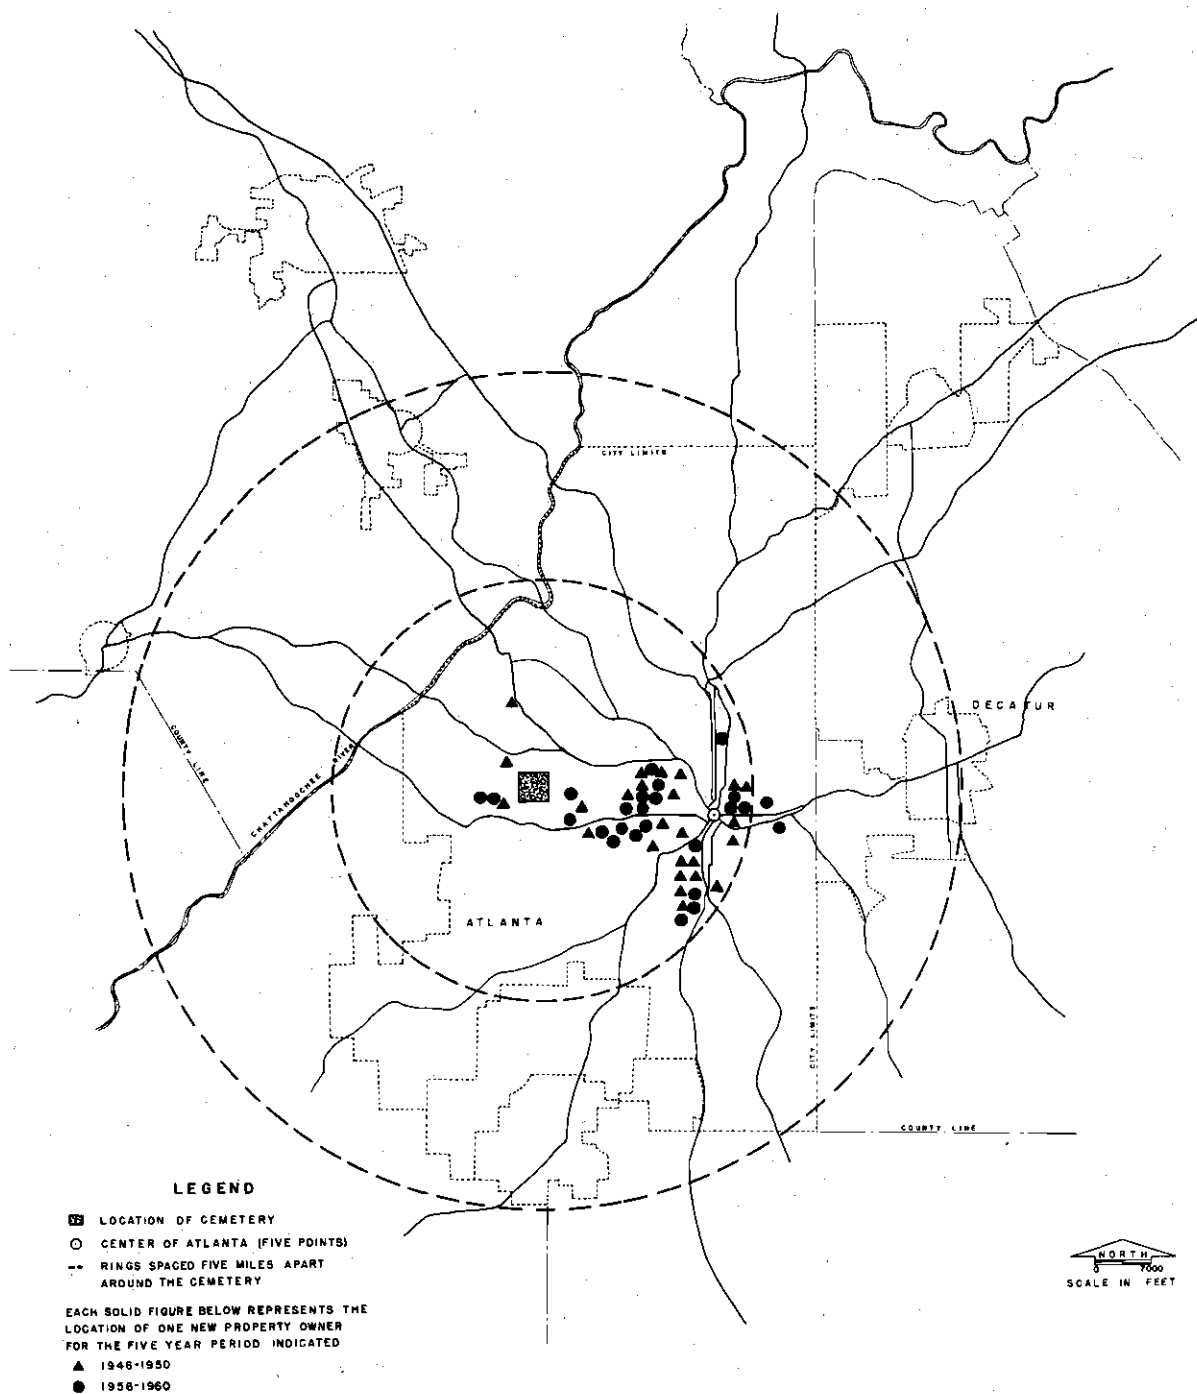 CITY LIMITS
DECATUR
COUNTY LINE
CHATTAHOOCHEE RIVER
ATLANTA
CITY LIMITS
COUNTY LINE
LEGEND
LOCATION OF CEMETERY
CENTER OF ATLANTA (FIVE POINTS)
RINGS SPACED FIVE MILES APART
AROUND THE CEMETERY
EACH SOLID FIGURE BELOW REPRESENTS THE
LOCATION OF ONE NEW PROPERTY OWNER
FOR THE FIVE YEAR PERIOD INDICATED
1946-1950
1956-1960
NORTH
0 7000
SCALE IN FEET